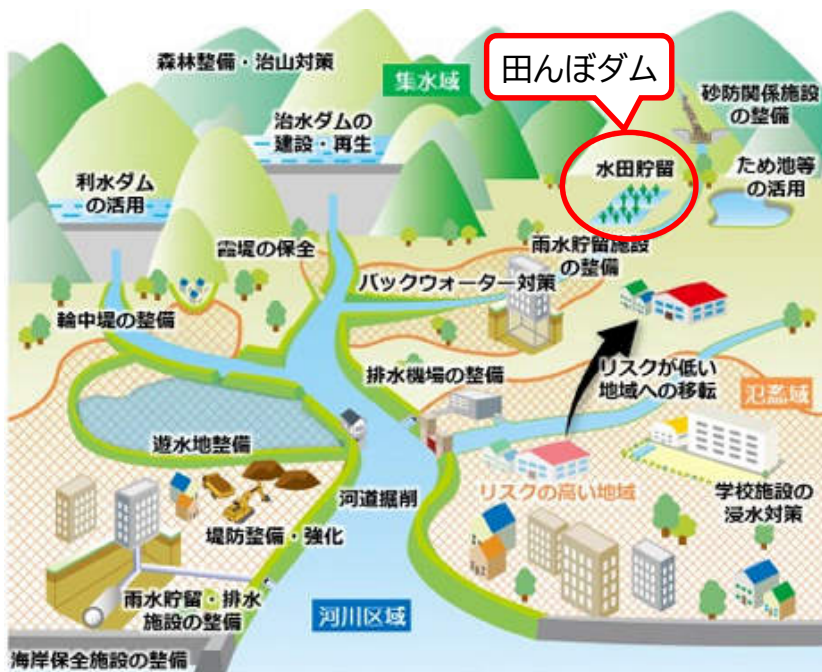 森林整備・治山対策
集水域
田んぼダム
砂防関係施設
の整備
治水ダムの
建設・再生
水田貯留
ため池等
の活用
利水ダム
の活用
霞堤の保全
雨水貯留施設
の整備
バックウォーター対策
輪中堤の整備
排水機場の整備
リスクが低い
地域への移転
氾濫域
遊水地整備
リスクの高い地域
学校施設の
浸水対策
河道掘削
堤防整備・強化
雨水貯留・排水
施設の整備
河川区域
海岸保全施設の整備